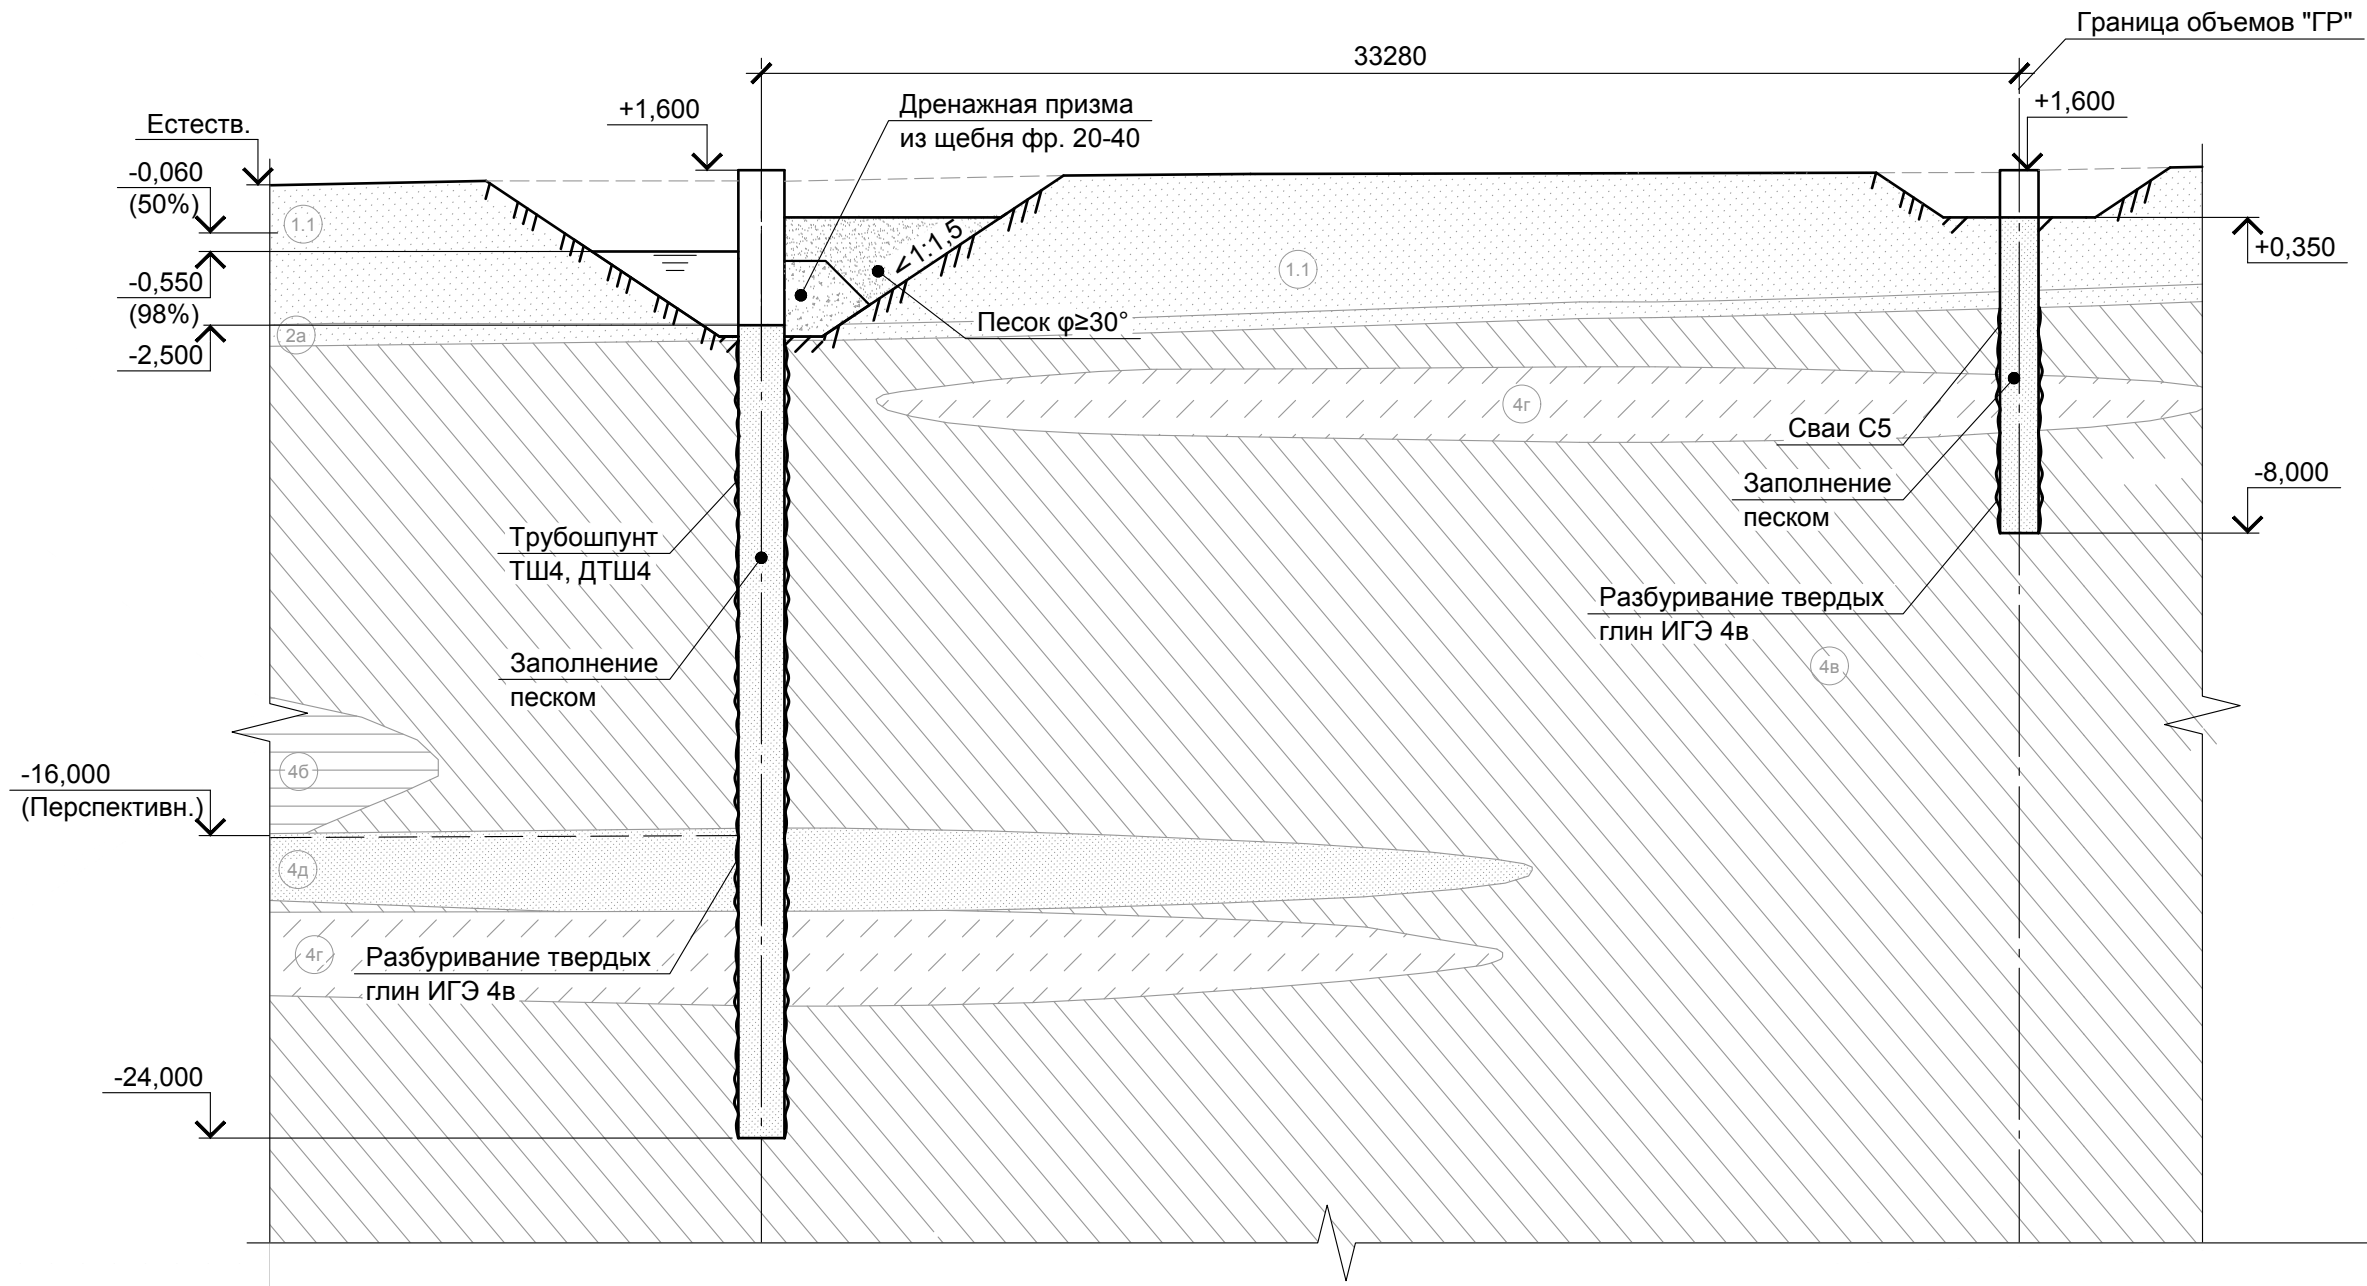 Граница объемов "ГР"
33280
+1,600
Дренажная призма
из щебня фр. 20-40
+1,600
Естеств.
-0,060
(50%)
1.1
<1:1,5
+0,350
1.1
-0,550
(98%)
Песок φ≥30°
2а
-2,500
4г
Сваи С5
-8,000
Заполнение
песком
Трубошпунт
ТШ4, ДТШ4
Разбуривание твердых
глин ИГЭ 4в
Заполнение
песком
4в
4б
-16,000
(Перспективн.)
4д
4г
Разбуривание твердых
глин ИГЭ 4в
-24,000